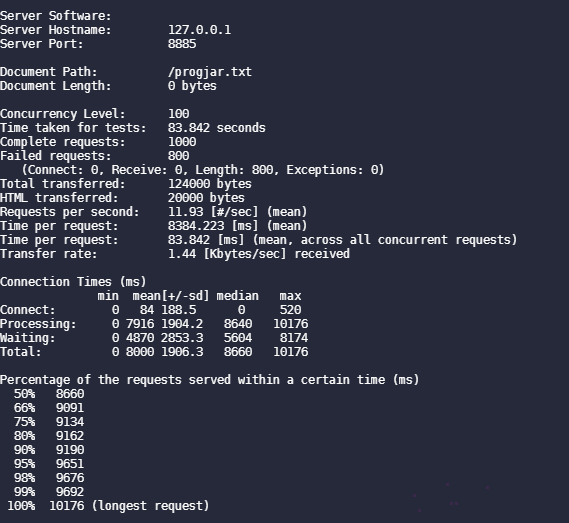 Server Software:
Server Hostname:        127.0.0.1
Server Port:            8885

Document Path:          /progjar.txt
Document Length:        0 bytes

Concurrency Level:      100
Time taken for tests:   83.842 seconds
Complete requests:      1000
Failed requests:        800
   (Connect: 0, Receive: 0, Length: 800, Exceptions: 0)
Total transferred:      124000 bytes
HTML transferred:       20000 bytes
Requests per second:    11.93 [#/sec] (mean)
Time per request:       8384.223 [ms] (mean)
Time per request:       83.842 [ms] (mean, across all concurrent requests)
Transfer rate:          1.44 [Kbytes/sec] received

Connection Times (ms)
              min  mean[+/-sd] median   max
Connect:        0   84 188.5      0     520
Processing:     0 7916 1904.2   8640   10176
Waiting:        0 4870 2853.3   5604    8174
Total:          0 8000 1906.3   8660   10176

Percentage of the requests served within a certain time (ms)
  50%   8660
  66%   9091
  75%   9134
  80%   9162
  90%   9190
  95%   9651
  98%   9676
  99%   9692
 100%  10176 (longest request)